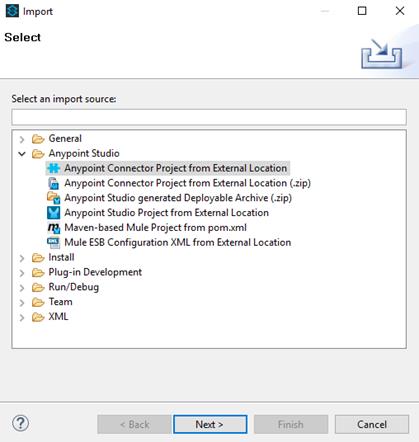 Import
Select
Select an import source:
General
Anypoint Studio
Anypoint Connector Project from External Location
Anypoint Connector Project from External Location (.zip)
Anypoint Studio generated Deployable Archive (.zip)
Anypoint Studio Project from External Location
Maven-based Mule Project from pom.xml
Mule ESB Configuration XML from External Location
Install
Plug-in Development
Run/Debug
Team
XML
?
< Back
Next >
Finish
Cancel